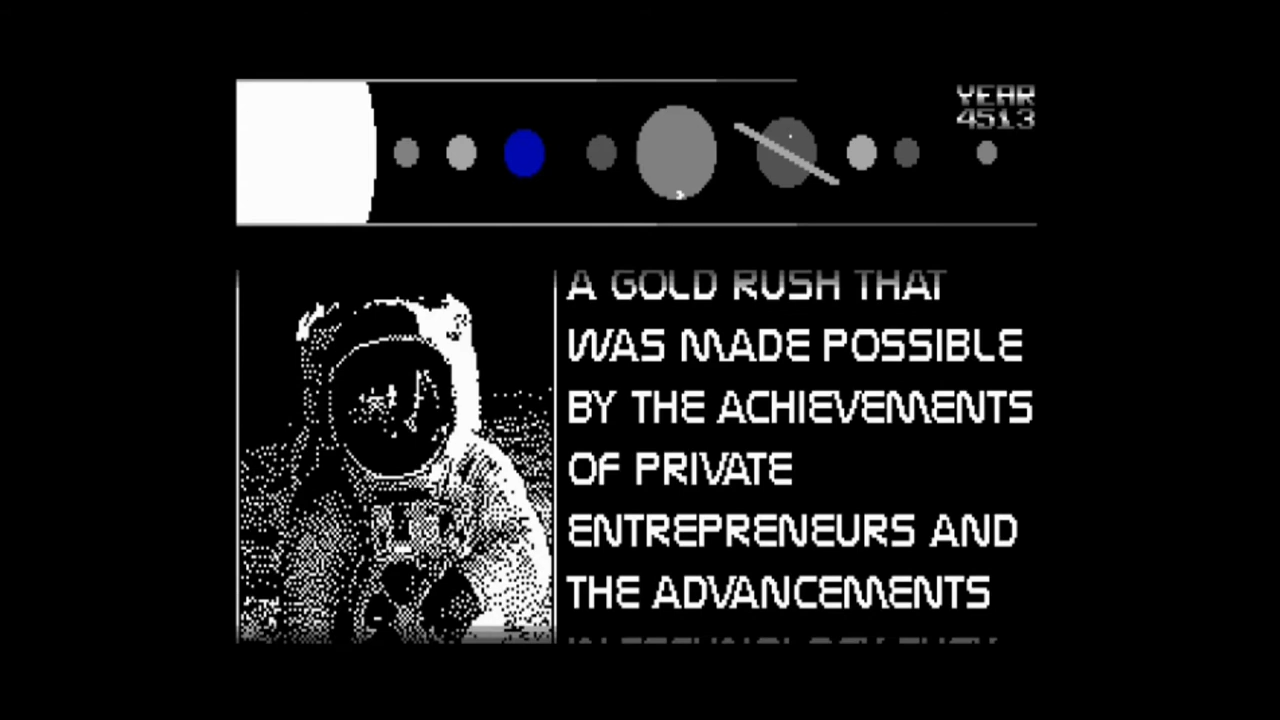 YEAR
4513
A GOLD RUSH THAT
WAS MADE POSSIBLE
BY THE ACHIEVEMENTS
OF PRIVATE
ENTREPRENEURS AND
THE ADVANCEMENTS